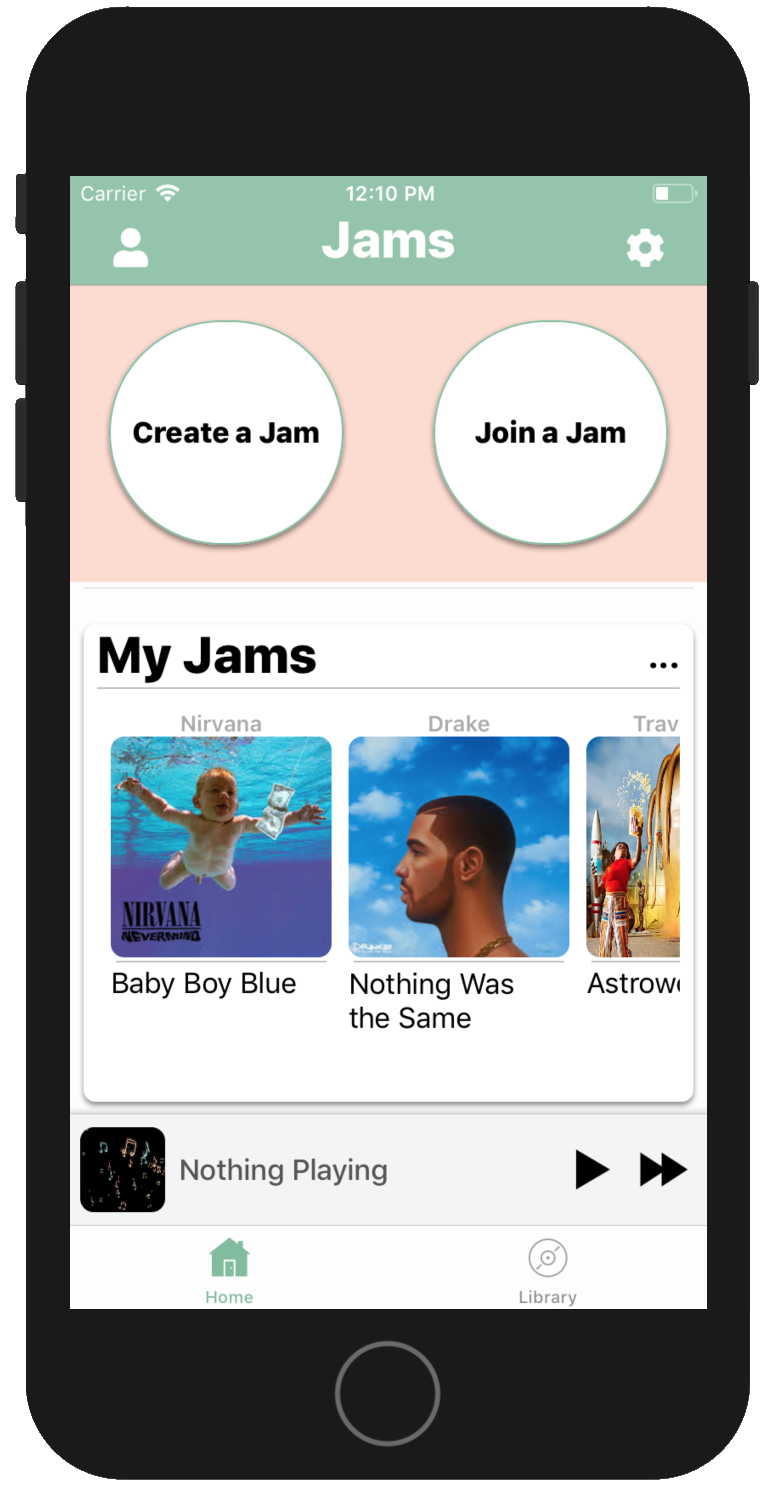 Carrier 12:10 PM
Jams
Create a Jam
Join a Jam
My Jams
...
Nirvana
Drake
Trav
NIRVANA
NEVERMIND
DRAKE
Baby Boy Blue
Nothing Was
the Same
Astrow
Nothing Playing
Home
Library